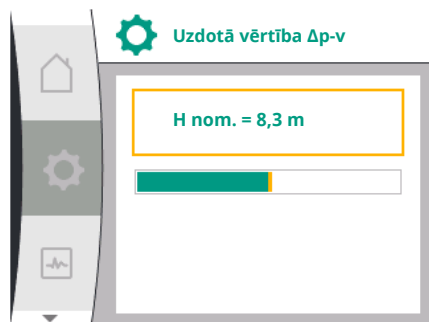 Uzdotā vērtība Δp-v
H nom. = 8,3 m